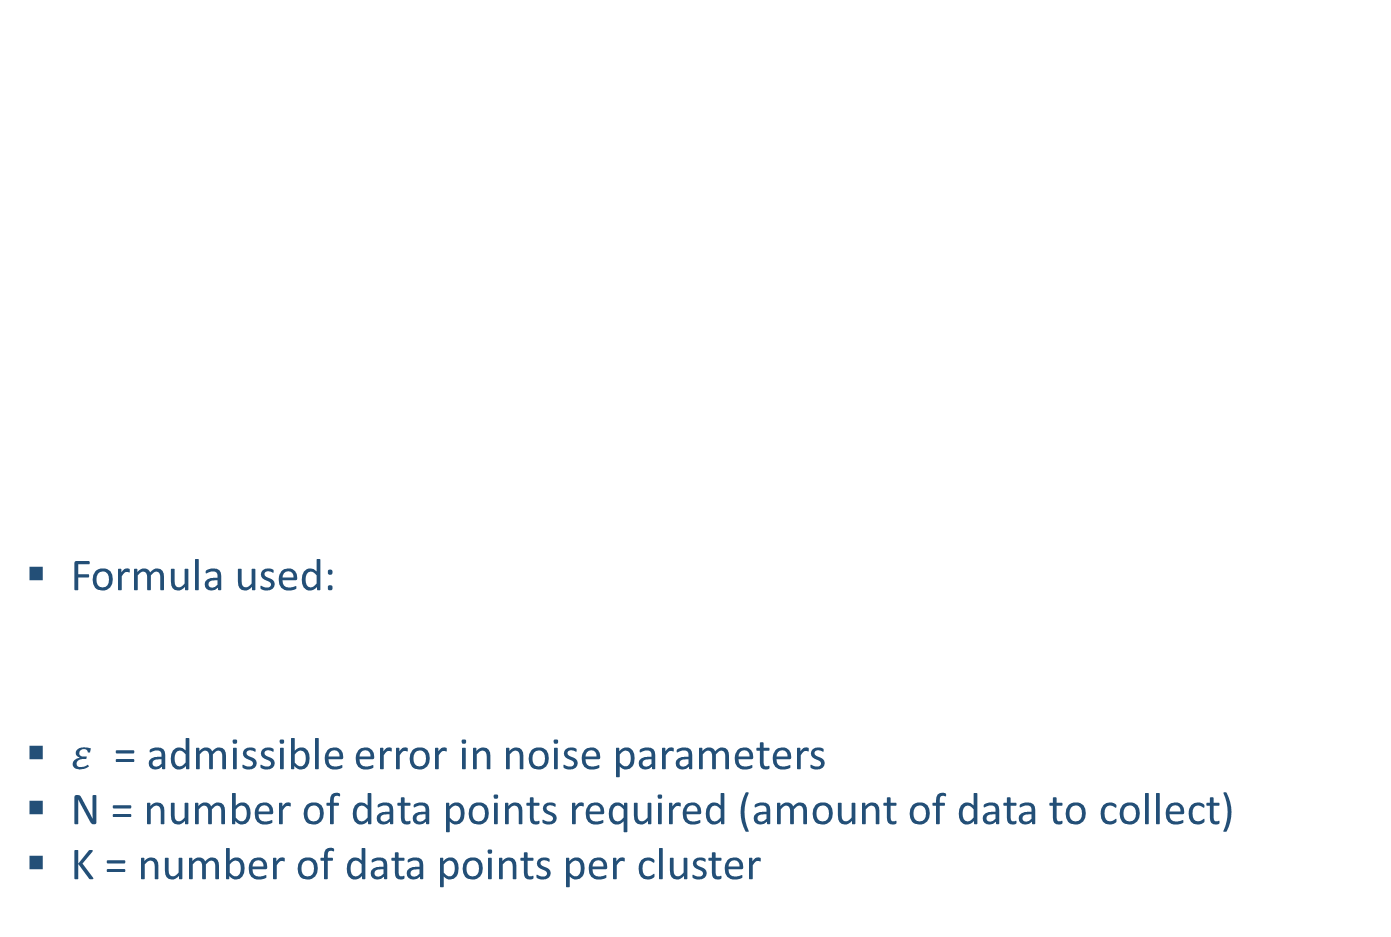 ▪ Formula used:
▪ 𝜀 = admissible error in noise parameters
▪ N = number of data points required (amount of data to collect)
▪ K = number of data points per cluster